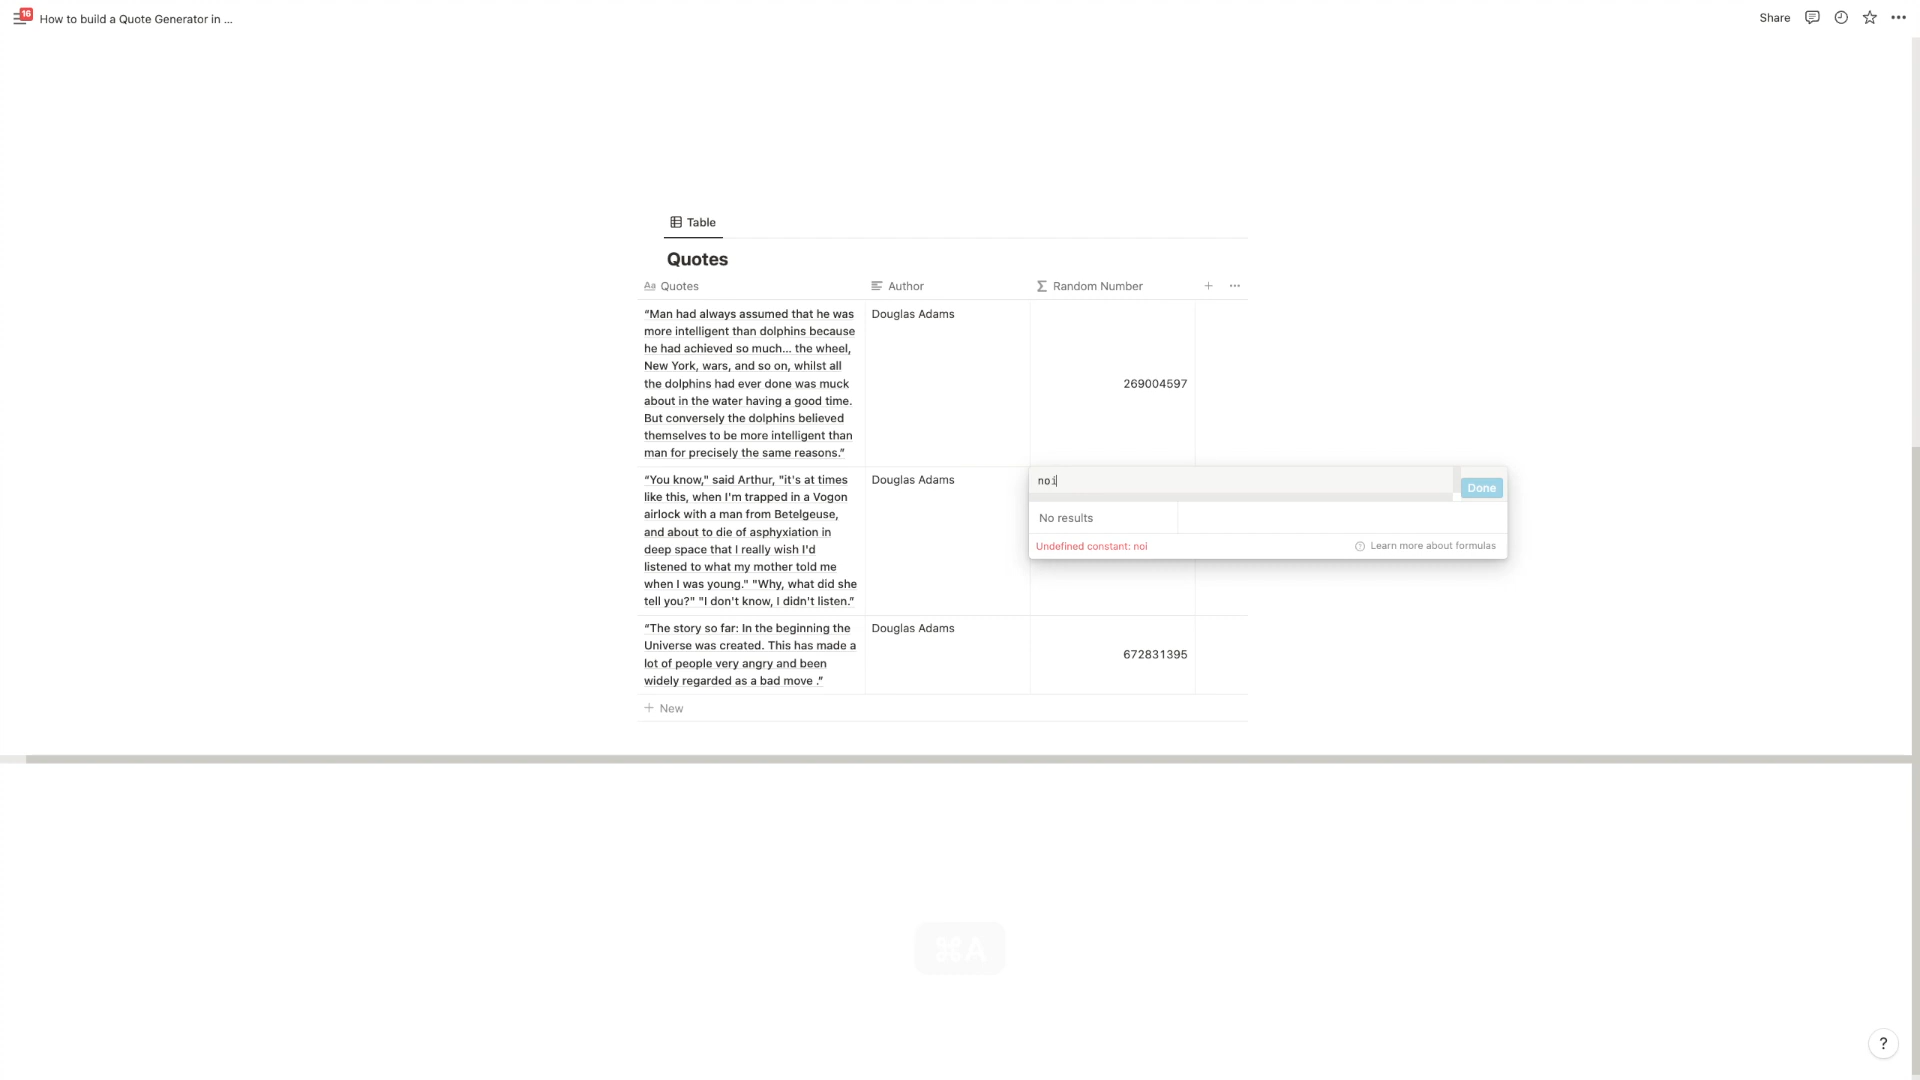 16
How to build a Quote Generator in ...
Share
Table
Quotes
Aa Quotes
Author
Random Number
“Man had always assumed that he was
more intelligent than dolphins because
he had achieved so much... the wheel,
New York, wars, and so on, whilst all
the dolphins had ever done was muck
about in the water having a good time.
But conversely the dolphins believed
themselves to be more intelligent than
man for precisely the same reasons.”
Douglas Adams
269004597
“You know," said Arthur, "it's at times
like this, when I'm trapped in a Vogon
airlock with a man from Betelgeuse,
and about to die of asphyxiation in
deep space that I really wish I'd
listened to what my mother told me
when I was young." "Why, what did she
tell you?" "I don't know, I didn't listen.”
Douglas Adams
noi
Done
No results
Undefined constant: noi
Learn more about formulas
“The story so far: In the beginning the
Universe was created. This has made a
lot of people very angry and been
widely regarded as a bad move .”
Douglas Adams
672831395
+ New
⌘A
?